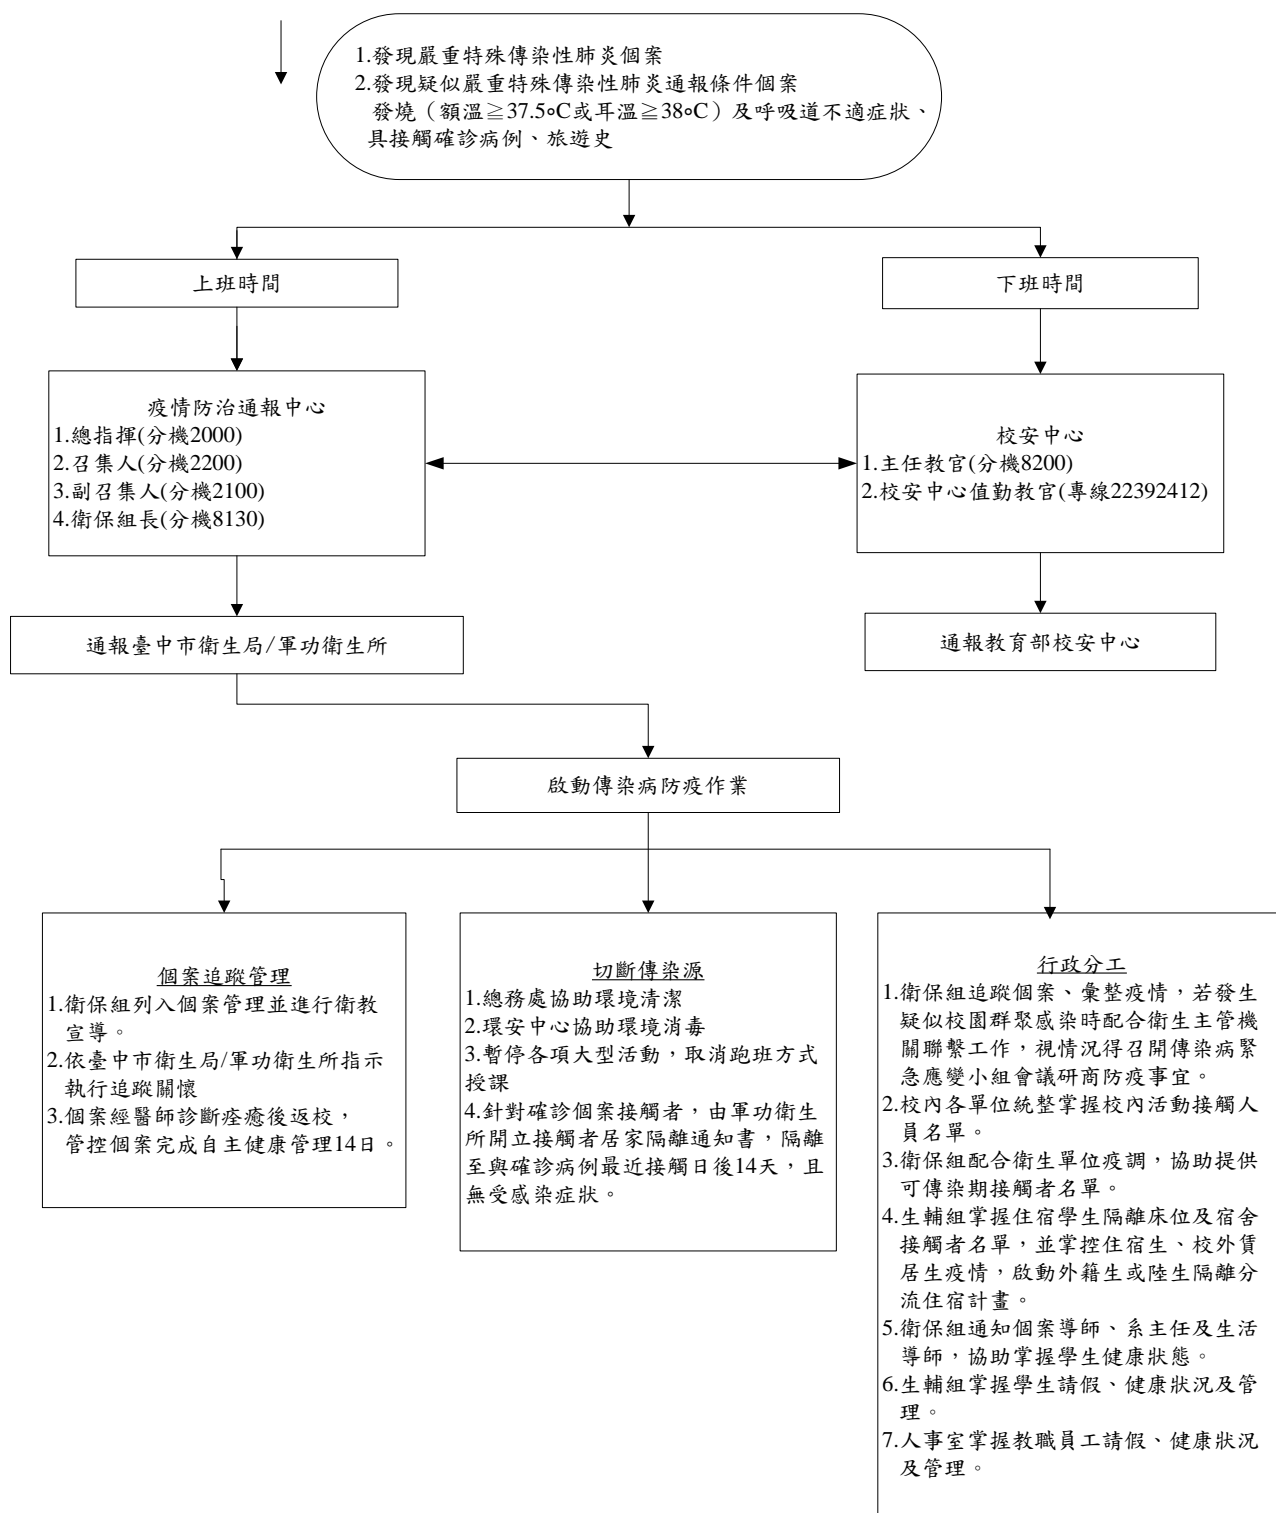 1.發現嚴重特殊傳染性肺炎個案
2.發現疑似嚴重特殊傳染性肺炎通報條件個案
發燒（額溫≧37.5∘C或耳溫≧38∘C）及呼吸道不適症狀、
具接觸確診病例、旅遊史
上班時間
下班時間
疫情防治通報中心
1.總指揮(分機2000)
2.召集人(分機2200)
3.副召集人(分機2100)
4.衛保組長(分機8130)
校安中心
1.主任教官(分機8200)
2.校安中心值勤教官(專線22392412)
通報臺中市衛生局/軍功衛生所
通報教育部校安中心
啟動傳染病防疫作業
個案追蹤管理
1.衛保組列入個案管理並進行衛教
宣導。
2.依臺中市衛生局/軍功衛生所指示
執行追蹤關懷
3.個案經醫師診斷痊癒後返校，
管控個案完成自主健康管理14日。
切斷傳染源
1.總務處協助環境清潔
2.環安中心協助環境消毒
3.暫停各項大型活動，取消跑班方式
授課
4.針對確診個案接觸者，由軍功衛生
所開立接觸者居家隔離通知書，隔離
至與確診病例最近接觸日後14天，且
無受感染症狀。
行政分工
1.衛保組追蹤個案、彙整疫情，若發生
疑似校園群聚感染時配合衛生主管機
關聯繫工作，視情況得召開傳染病緊
急應變小組會議研商防疫事宜。
2.校內各單位統整掌握校內活動接觸人
員名單。
3.衛保組配合衛生單位疫調，協助提供
可傳染期接觸者名單。
4.生輔組掌握住宿學生隔離床位及宿舍
接觸者名單，並掌控住宿生、校外賃
居生疫情，啟動外籍生或陸生隔離分
流住宿計畫。
5.衛保組通知個案導師、系主任及生活
導師，協助掌握學生健康狀態。
6.生輔組掌握學生請假、健康狀況及管
理。
7.人事室掌握教職員工請假、健康狀況
及管理。